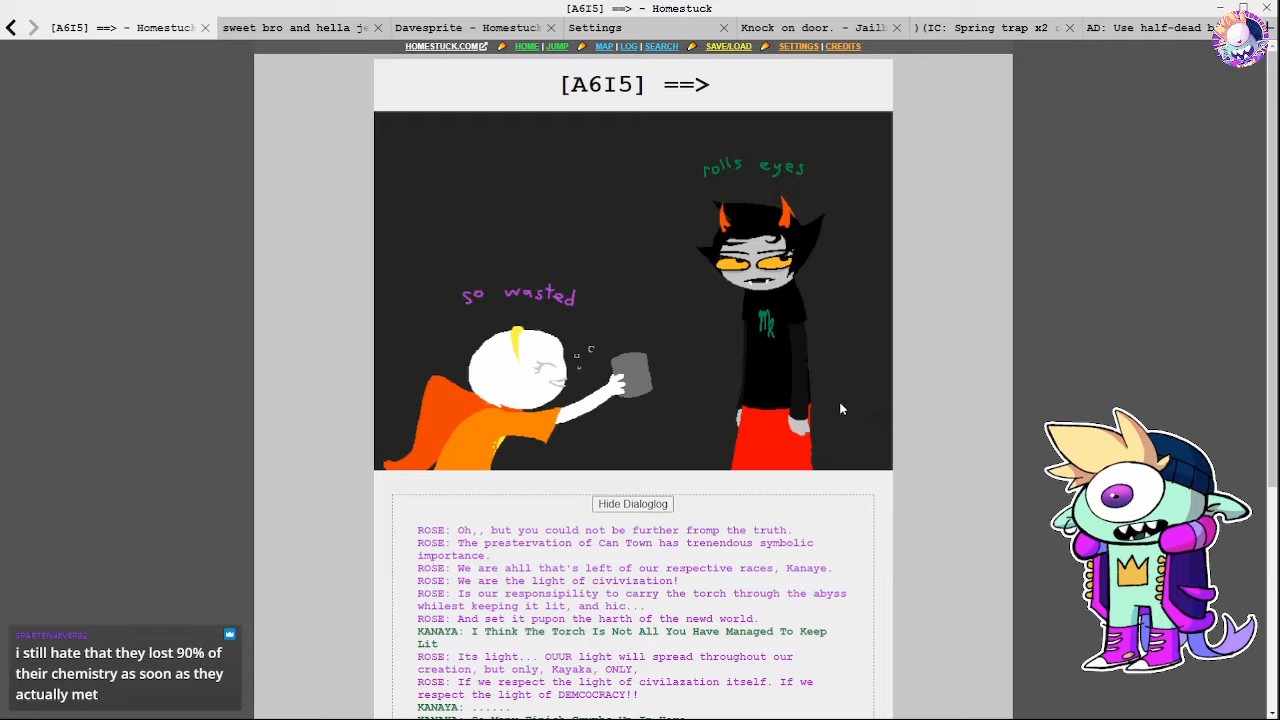 [A6I5] ==> - Homestuck
[A6I5] ==> - Homestuck
sweet bro and hella je
Davesprite - Homestuck
Settings
Knock on door. - Jailb
)(IC: Spring trap x2 c
AD: Use half-dead b
HOMESTUCK.COM HOME | JUMP MAP | LOG | SEARCH SAVE/LOAD SETTINGS | CREDITS
[A6I5] ==>
rolls eyes
so wasted
Hide Dialoglog
ROSE: Oh,, but you could not be further fromp the truth.
ROSE: The prestervation of Can Town has trenendous symbolic
importance.
ROSE: We are ahll that's left of our respective races, Kanaye.
ROSE: We are the light of civivization!
ROSE: Is our responsibility to carry the torch through the abyss
whilest keeping it lit, and hic...
ROSE: And set it pupon the harth of the newd world.
KANAYA: I Think The Torch Is Not All You Have Managed To Keep
Lit
ROSE: Its light... OUUR light will spread throughout our
creation, but only, Kayaka, ONLY,
ROSE: If we respect the light of civilazation itself. If we
respect the light of DEMCOCRACY!!
KANAYA: ......
SPARTEN4EVER92
i still hate that they lost 90% of
their chemistry as soon as they
actually met